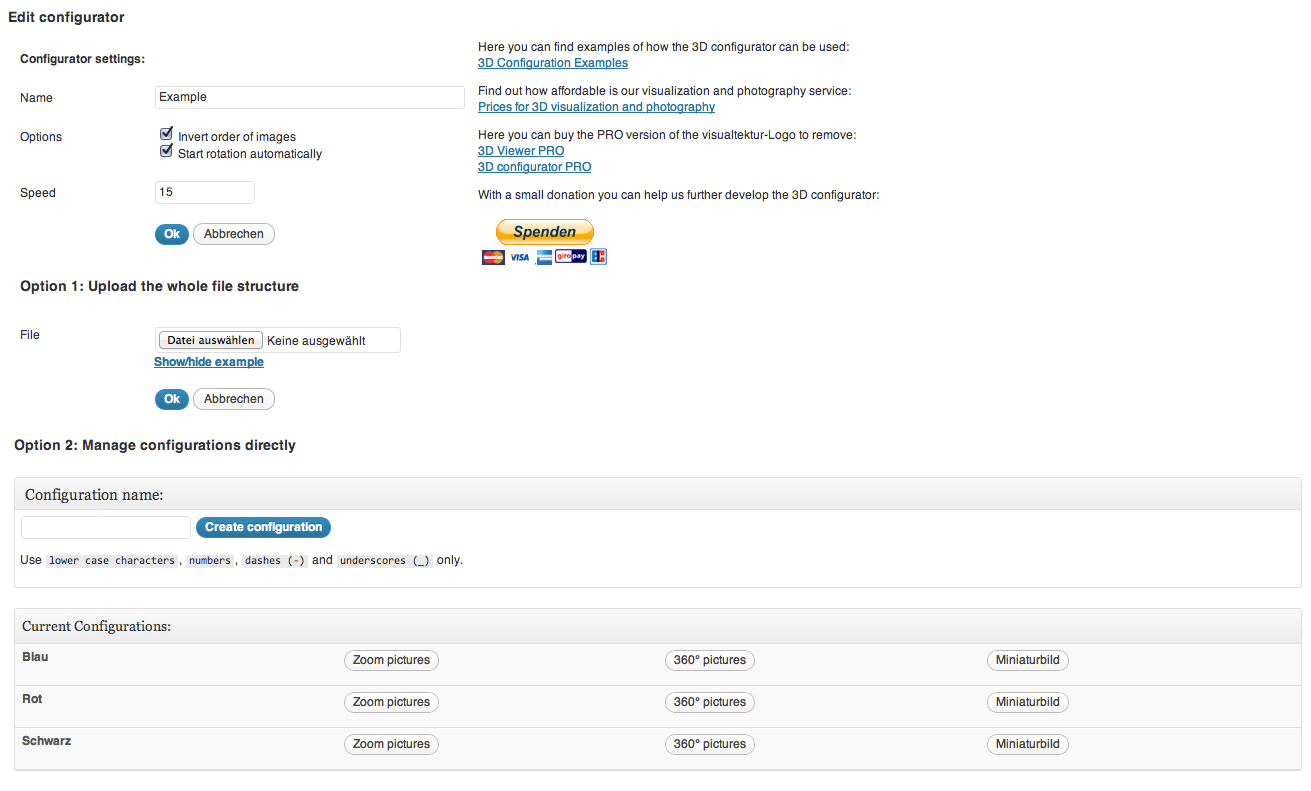 Edit configurator
Configurator settings:
Name
Example
Options
Invert order of images
Start rotation automatically
Speed
15
Ok Abbrechen
Here you can find examples of how the 3D configurator can be used:
3D Configuration Examples
Find out how affordable is our visualization and photography service:
Prices for 3D visualization and photography
Here you can buy the PRO version of the visualtektur-Logo to remove:
3D Viewer PRO
3D configurator PRO
With a small donation you can help us further develop the 3D configurator:
Spenden
MasterCard VISA giropay
Option 1: Upload the whole file structure
File
Datei auswählen Keine ausgewählt
Show/hide example
Ok Abbrechen
Option 2: Manage configurations directly
Configuration name:
Create configuration
Use lower case characters, numbers, dashes (-) and underscores (_) only.
Current Configurations:
Blau Zoom pictures 360° pictures Miniaturbild
Rot Zoom pictures 360° pictures Miniaturbild
Schwarz Zoom pictures 360° pictures Miniaturbild